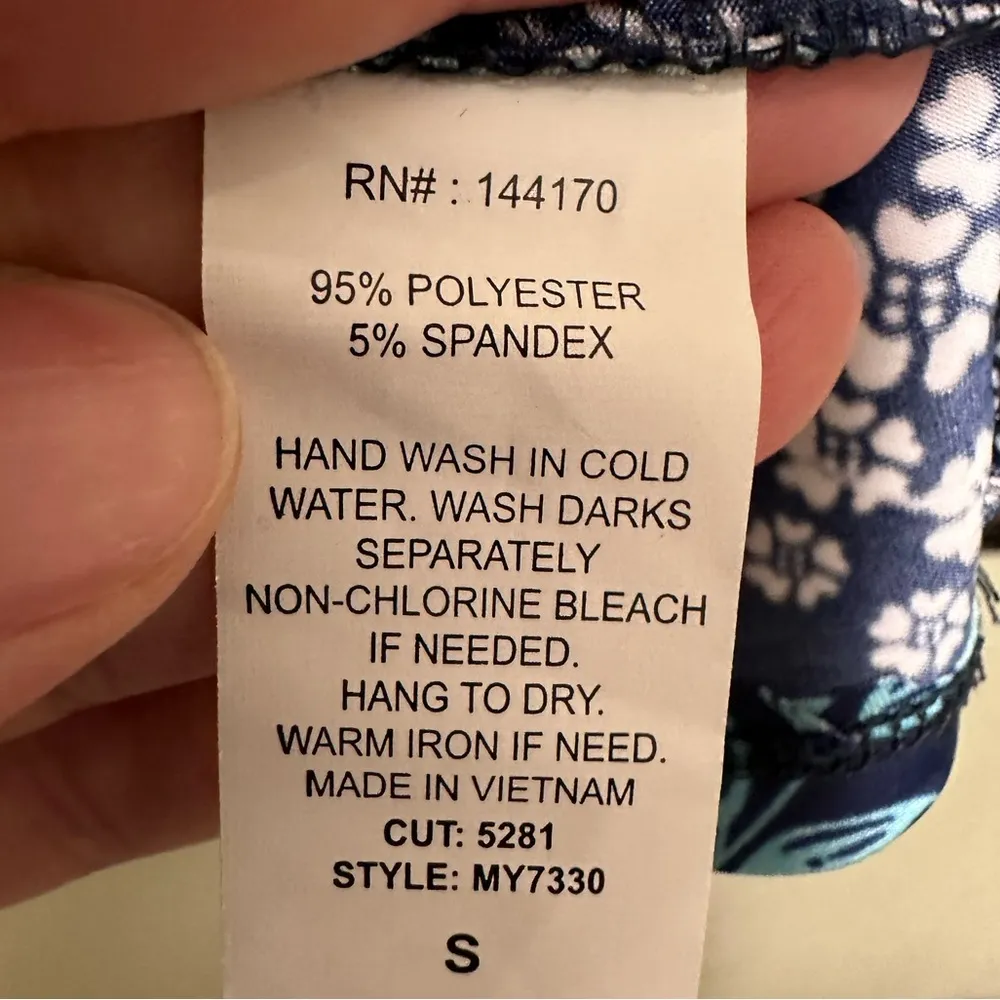 RN# : 144170
95% POLYESTER
5% SPANDEX
HAND WASH IN COLD
WATER. WASH DARKS
SEPARATELY
NON-CHLORINE BLEACH
IF NEEDED.
HANG TO DRY.
WARM IRON IF NEED.
MADE IN VIETNAM
CUT: 5281
STYLE: MY7330
S